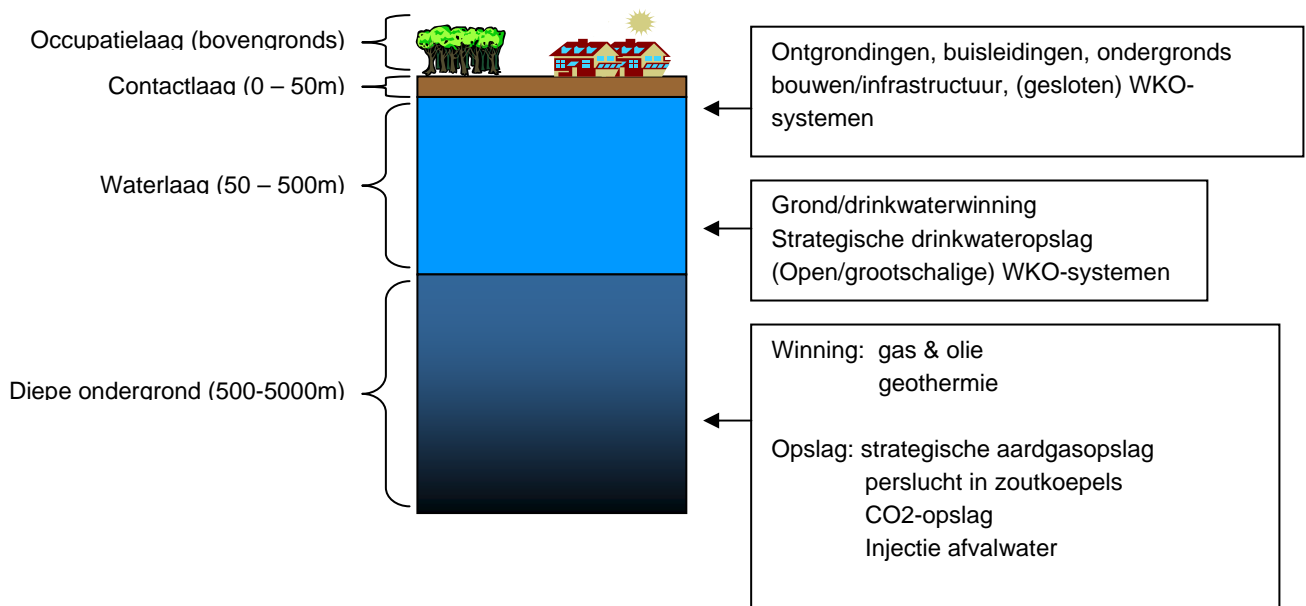 Occupatielaag (bovengronds)
Contactlaag (0 – 50m)
Waterlaag (50 – 500m)
Diepe ondergrond (500-5000m)
Ontgrondingen, buisleidingen, ondergronds
bouwen/infrastructuur, (gesloten) WKO-
systemen
Grond/drinkwaterwinning
Strategische drinkwateropslag
(Open/grootschalige) WKO-systemen
Winning: gas & olie
geothermie
Opslag: strategische aardgasopslag
perslucht in zoutkoepels
CO2-opslag
Injectie afvalwater